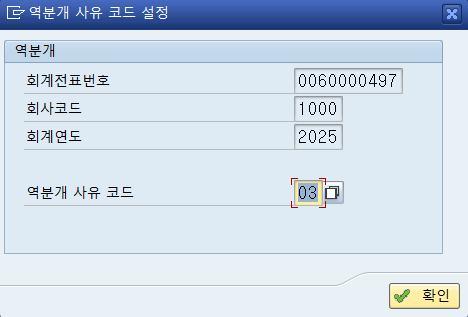 역분개 사유 코드 설정
역분개
회계전표번호 0060000497
회사코드 1000
회계연도 2025
역분개 사유 코드 03
확인